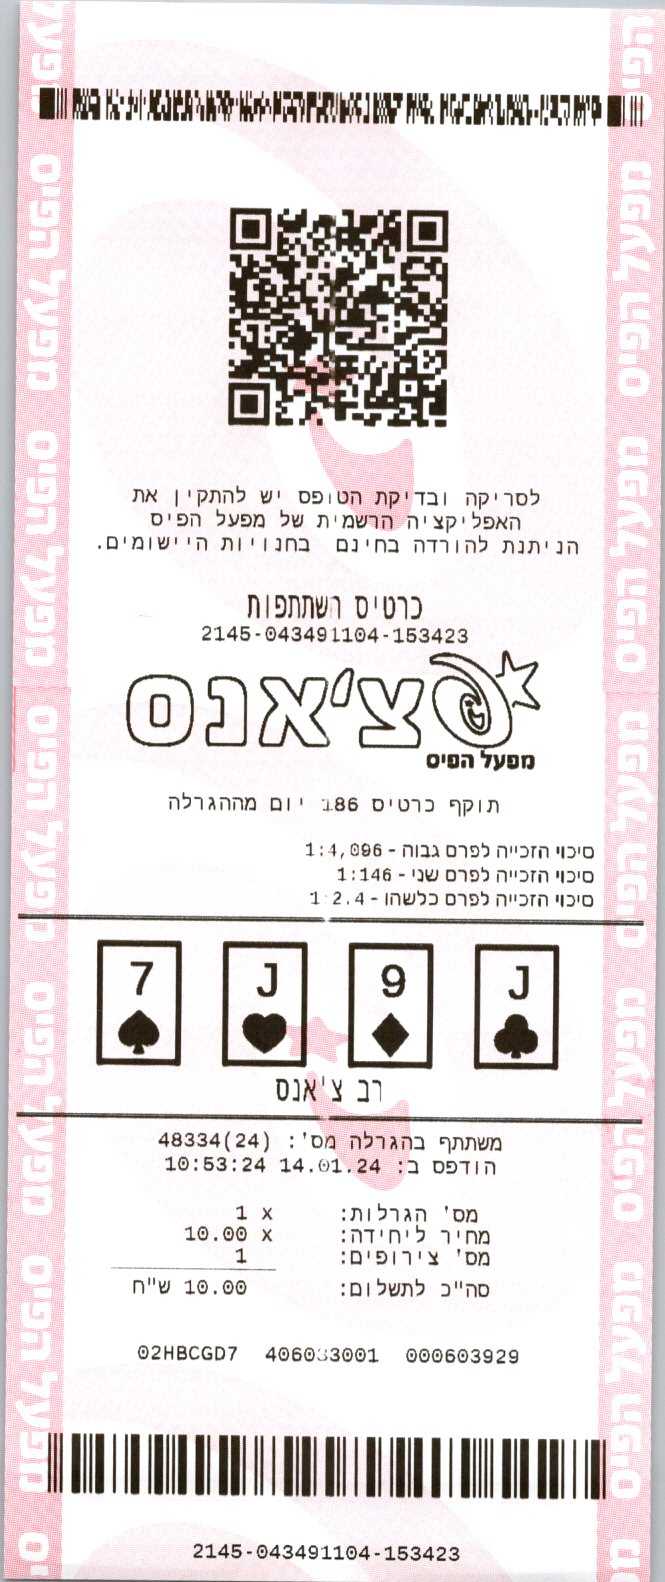 לסריקה ובדיקת הטופס יש להתקין את
האפליקציה הרשמית של מפעל הפיס
הניתנת להורדה בחינם בחנויות היישומים.
כרטיס השתתפות
2145-043491104-153423
צ'אנס
מפעל הפיס
תוקף כרטיס 186 יום מההגרלה
סיכוי הזכייה לפרס גבוה - 1:4,096
סיכוי הזכייה לפרס שני - 1:146
סיכוי הזכייה לפרס כלשהו - 1:2.4
7 J 9 J
רב צ'אנס
משתתף בהגרלה מס': 48334(24)
הודפס ב: 14.01.24 10:53:24
מס' הגרלות: x 1
מחיר ליחידה: x 10.00
מס' צירופים: 1
סה"כ לתשלום: 10.00 ש"ח
02HBCGD7 406033001 000603929
2145-043491104-153423
מפעל הפיס